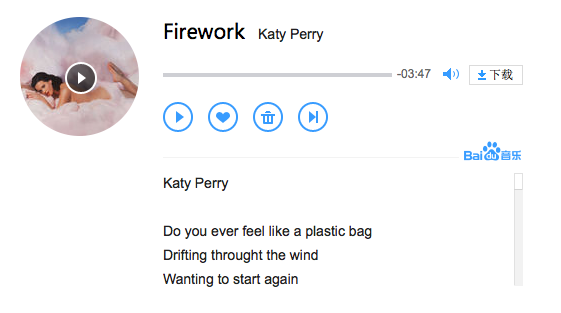 Firework Katy Perry
-03:47 下载
Bai du 音乐
Katy Perry
Do you ever feel like a plastic bag
Drifting throught the wind
Wanting to start again